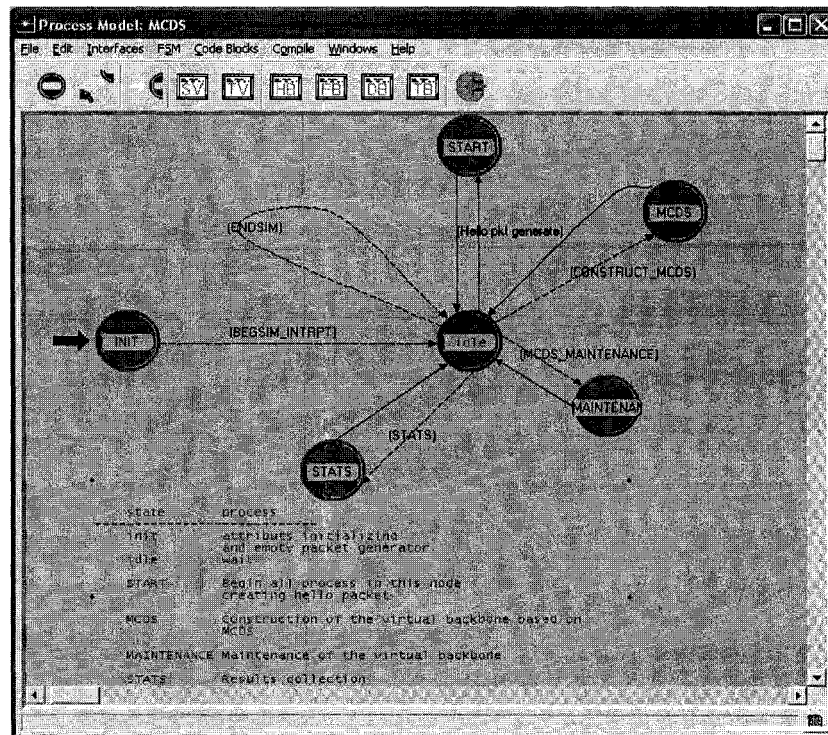 Process Model: MCDS
File Edit Interfaces FSM Code Blocks Compile Windows Help
SV TV HB FB DB TB
START
MCDS
(ENDSIM)
(Hello pkt generate)
(CONSTRUCT_MCDS)
INIT
(BEGSIM_INTRPT)
idle
(MCDS_MAINTENANCE)
MAINTENAN
(STATS)
STATS
state process
init attributs initializing
and empty packet generator
idle wait
START Begin all process in this node
creating hello packet
MCDS Construction of the virtual backbone based on
MCDS
MAINTENANCE Maintenance of the virtual backbone
STATS Results collection